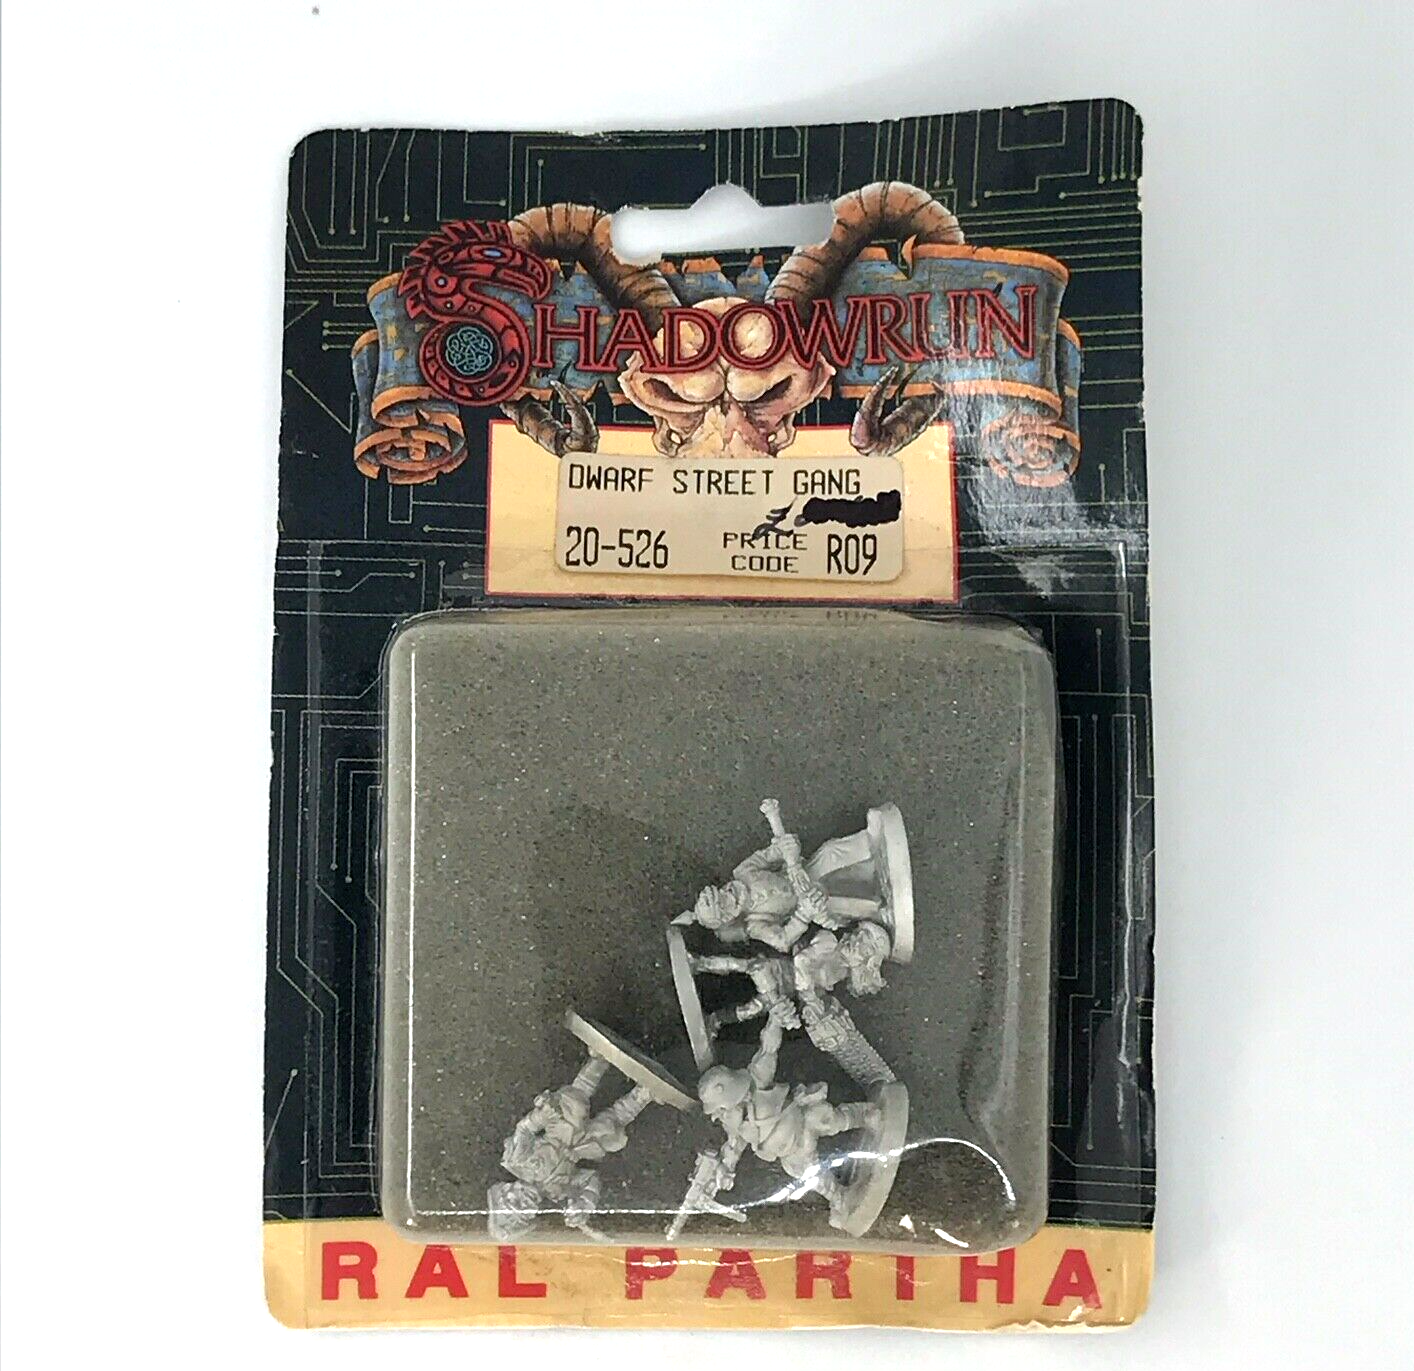 SHADOWRUN
DWARF STREET GANG
20-526 PRICE CODE R09
RAL PARTHA